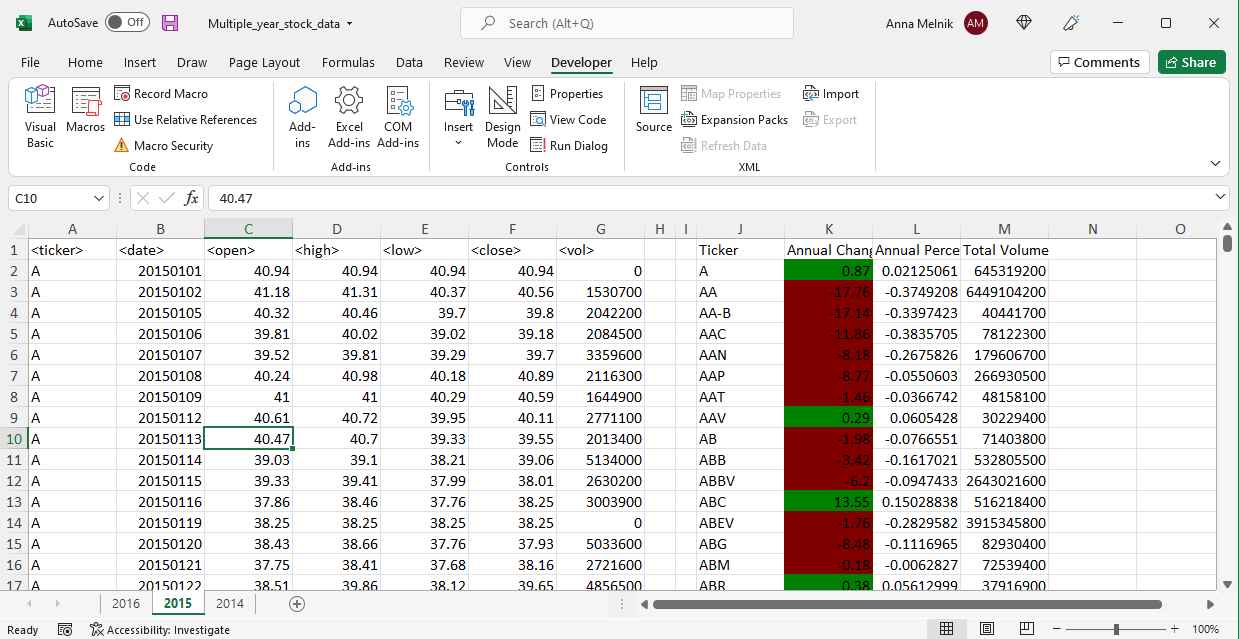 AutoSave Off Multiple_year_stock_data Search (Alt+Q) Anna Melnik AM
File Home Insert Draw Page Layout Formulas Data Review View Developer Help Comments Share
Visual Basic
Macros
Record Macro
Use Relative References
Macro Security
Code
Add-ins
Excel Add-ins
COM Add-ins
Add-ins
Insert
Design Mode
Properties
View Code
Run Dialog
Controls
Source
Map Properties
Expansion Packs
Refresh Data
Import
Export
XML
C10 fx 40.47
A B C D E F G H I J K L M N O
1 <ticker> <date> <open> <high> <low> <close> <vol> Ticker Annual Chang Annual Perce Total Volume
2 A 20150101 40.94 40.94 40.94 40.94 0 A 0.87 0.02125061 645319200
3 A 20150102 41.18 41.31 40.37 40.56 1530700 AA -17.76 -0.3749208 6449104200
4 A 20150105 40.32 40.46 39.7 39.8 2042200 AA-B -17.14 -0.3397423 40441700
5 A 20150106 39.81 40.02 39.02 39.18 2084500 AAC -11.86 -0.3835705 78122300
6 A 20150107 39.52 39.81 39.29 39.7 3359600 AAN -8.18 -0.2675826 179606700
7 A 20150108 40.24 40.98 40.18 40.89 2116300 AAP -8.77 -0.0550603 266930500
8 A 20150109 41 41 40.29 40.59 1644900 AAT -1.46 -0.0366742 48158100
9 A 20150112 40.61 40.72 39.95 40.11 2771100 AAV 0.29 0.0605428 30229400
10 A 20150113 40.47 40.7 39.33 39.55 2013400 AB -1.98 -0.0766551 71403800
11 A 20150114 39.03 39.1 38.21 39.06 5134000 ABB -3.42 -0.1617021 532805500
12 A 20150115 39.33 39.41 37.99 38.01 2630200 ABBV -6.2 -0.0947433 2643021600
13 A 20150116 37.86 38.46 37.76 38.25 3003900 ABC 13.55 0.15028838 516218400
14 A 20150119 38.25 38.25 38.25 38.25 0 ABEV -1.76 -0.2829582 3915345800
15 A 20150120 38.43 38.66 37.76 37.93 5033600 ABG -8.48 -0.1116965 82930400
16 A 20150121 37.75 38.41 37.68 38.16 2721600 ABM -0.18 -0.0062827 72539400
17 A 20150122 38.51 39.86 38.12 39.65 4856500 ABR 0.38 0.05612999 37916900
2016 2015 2014
Ready Accessibility: Investigate 100%